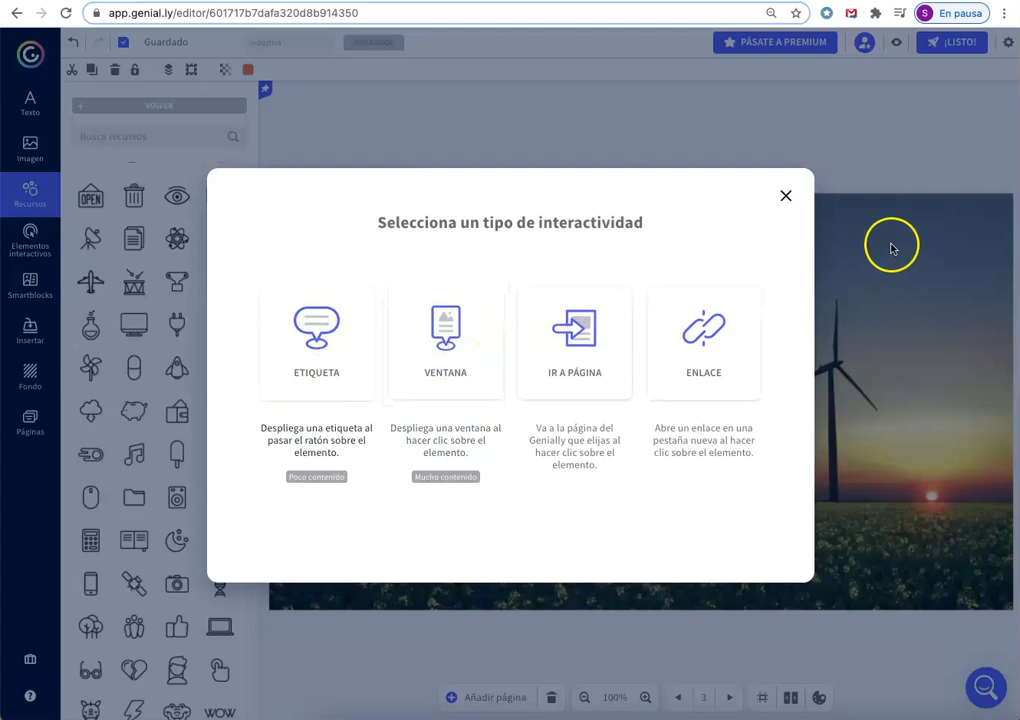 app.genial.ly/editor/601717b7dafa320d8b914350
S En pausa
Guardado
industria
PÁSATE A PREMIUM
¡LISTO!
Texto
Imagen
Recursos
Elementos
interactivos
Smartblocks
Insertar
Fondo
Páginas
VOLVER
Busca recursos
OPEN
WOW
Selecciona un tipo de interactividad
ETIQUETA
Despliega una etiqueta al
pasar el ratón sobre el
elemento.
Poco contenido
VENTANA
Despliega una ventana al
hacer clic sobre el
elemento.
Mucho contenido
IR A PÁGINA
Va a la página del
Genially que elijas al
hacer clic sobre el
elemento.
ENLACE
Abre un enlace en una
pestaña nueva al hacer
clic sobre el elemento.
Añadir página
100%
3